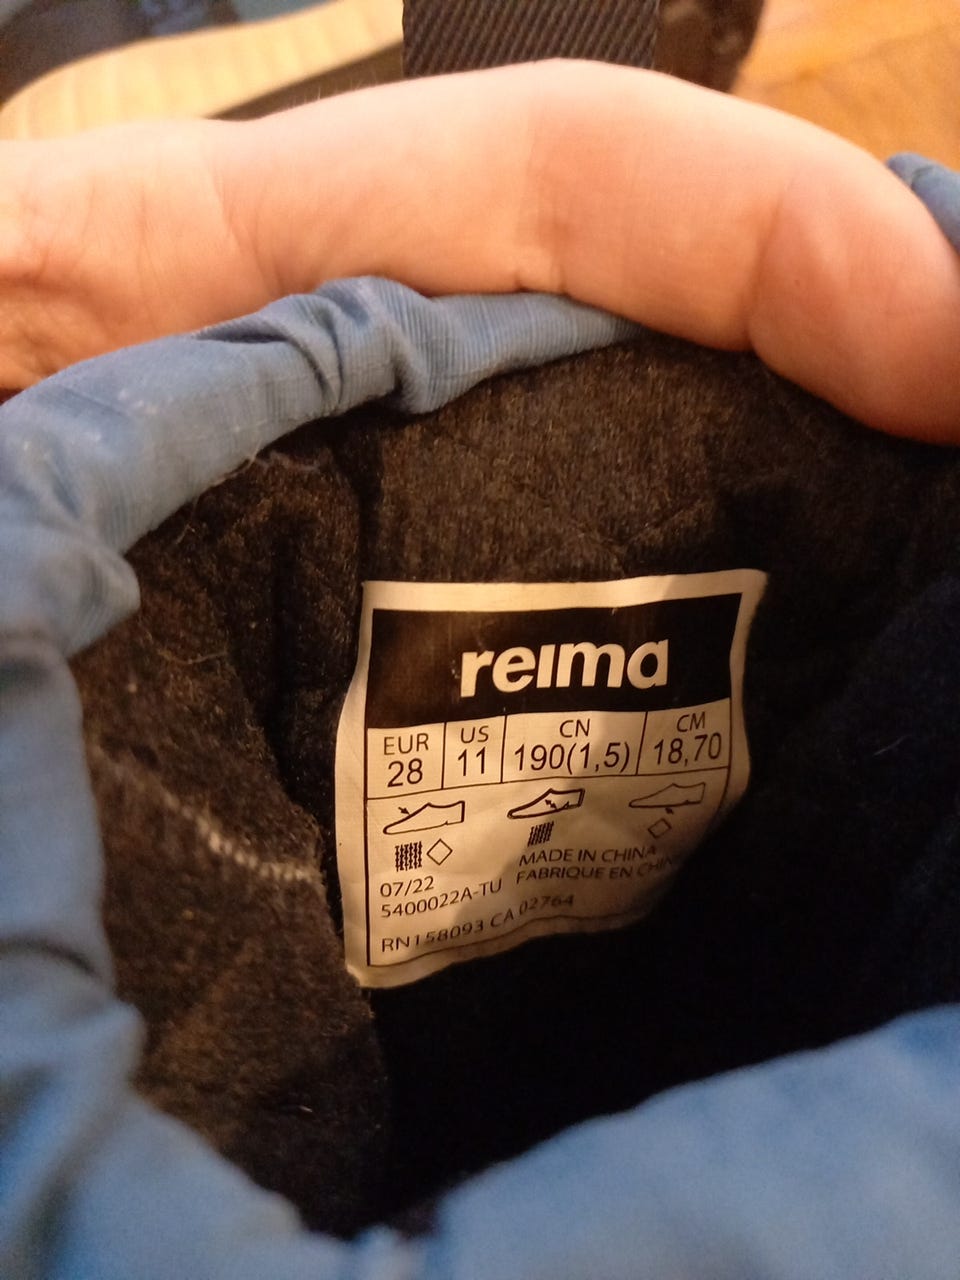 reima
EUR US CN CM
28 11 190(1,5) 18,70
MADE IN CHINA
FABRIQUE EN CHIN
07/22
5400022A-TU
RN158093 CA 02764